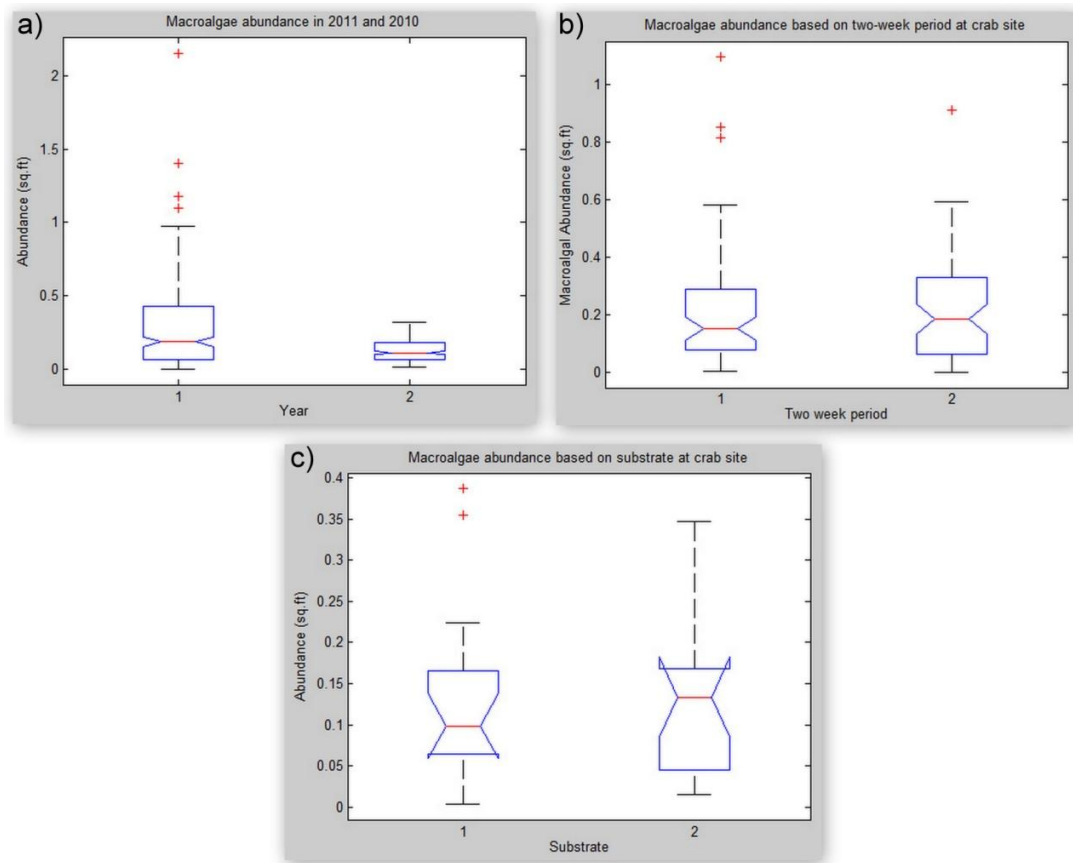 a)
Macroalgae abundance in 2011 and 2010
2
1.5
1
0.5
0
Abundance (sq.ft)
1 2
Year
b)
Macroalgae abundance based on two-week period at crab site
1
0.8
0.6
0.4
0.2
0
Macroalgal Abundance (sq.ft)
1 2
Two week period
c)
Macroalgae abundance based on substrate at crab site
0.4
0.35
0.3
0.25
0.2
0.15
0.1
0.05
0
Abundance (sq.ft)
1 2
Substrate